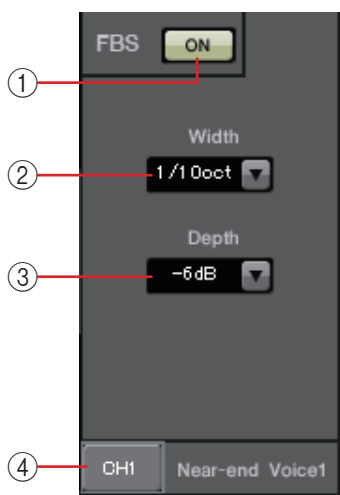 FBS ON
①
Width
② 1/10oct
Depth
③ -6dB
④ CH1 Near-end Voice1